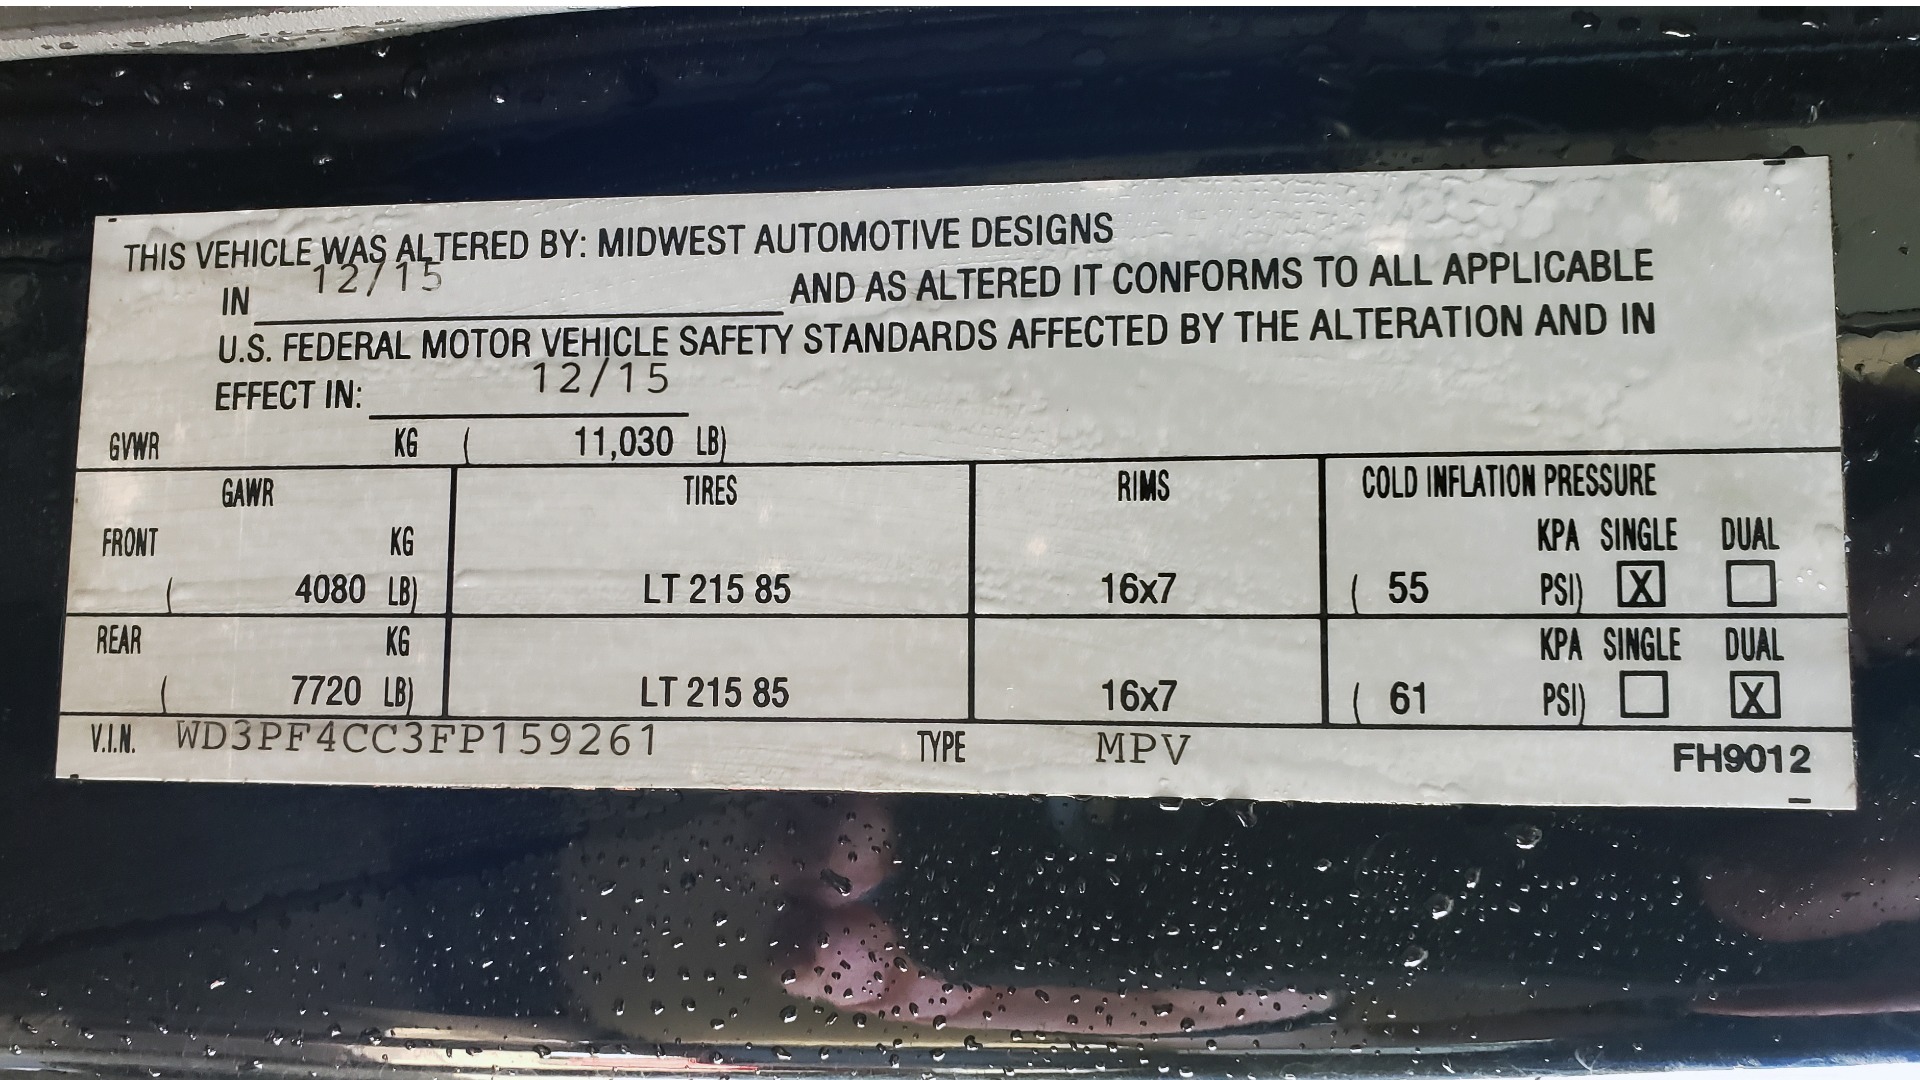 THIS VEHICLE WAS ALTERED BY: MIDWEST AUTOMOTIVE DESIGNS
IN 12/15 AND AS ALTERED IT CONFORMS TO ALL APPLICABLE
U.S. FEDERAL MOTOR VEHICLE SAFETY STANDARDS AFFECTED BY THE ALTERATION AND IN
EFFECT IN: 12/15
GVWR KG ( 11,030 LB)
GAWR TIRES RIMS COLD INFLATION PRESSURE
FRONT KG KPA SINGLE DUAL
( 4080 LB) LT 215 85 16x7 ( 55 PSI) X
REAR KG KPA SINGLE DUAL
( 7720 LB) LT 215 85 16x7 ( 61 PSI) X
V.I.N. WD3PF4CC3FP159261 TYPE MPV FH9012